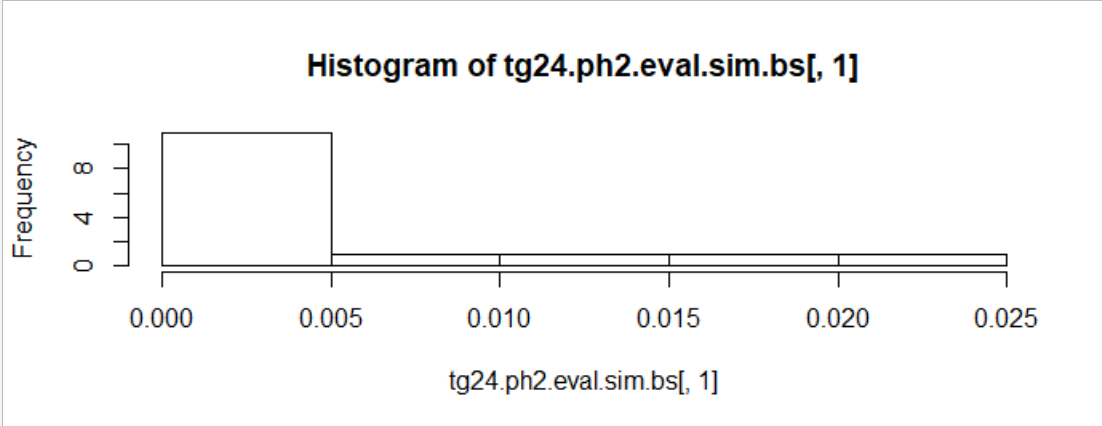 Histogram of tg24.ph2.eval.sim.bs[, 1]
Frequency
8
4
0
0.000 0.005 0.010 0.015 0.020 0.025
tg24.ph2.eval.sim.bs[, 1]